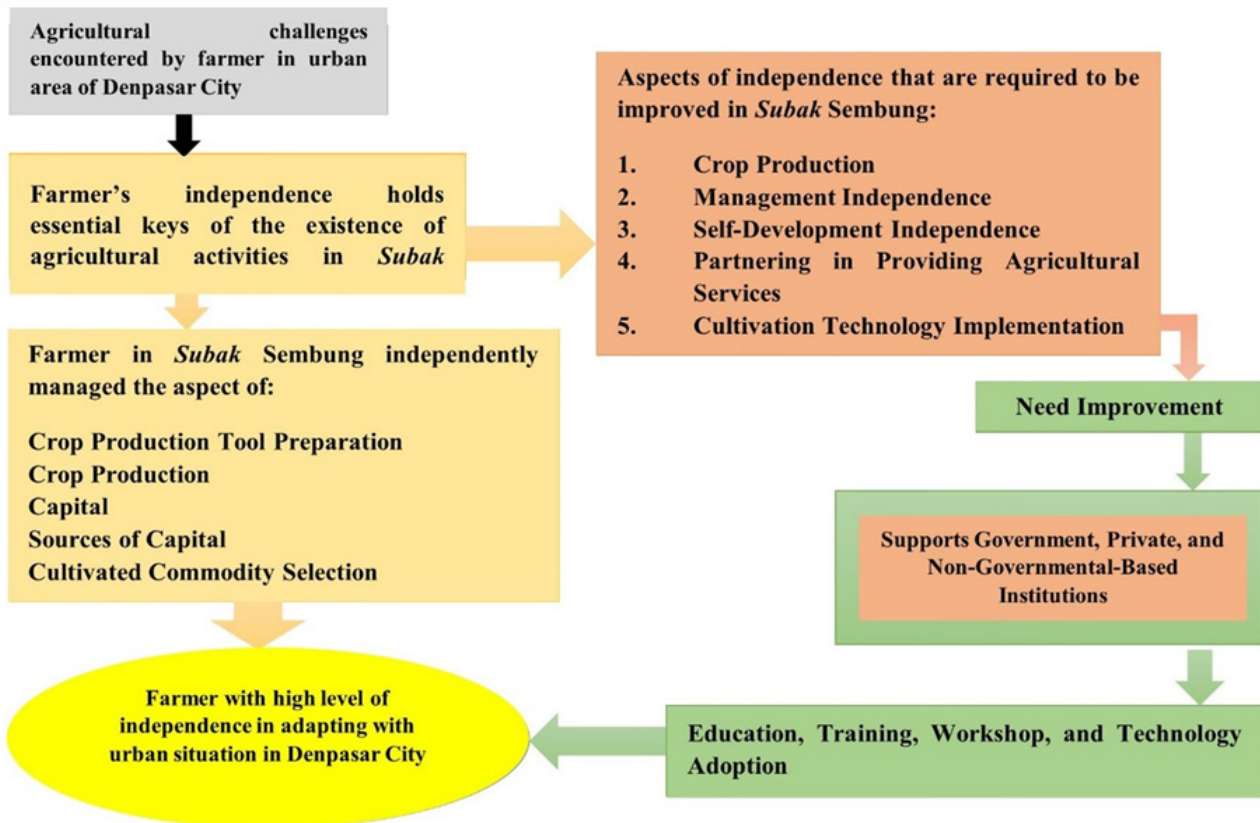 Agricultural challenges
encountered by farmer in urban
area of Denpasar City
Farmer's independence holds
essential keys of the existence of
agricultural activities in Subak
Farmer in Subak Sembung independently
managed the aspect of:
Crop Production Tool Preparation
Crop Production
Capital
Sources of Capital
Cultivated Commodity Selection
Farmer with high level of
independence in adapting with
urban situation in Denpasar City
Aspects of independence that are required to be
improved in Subak Sembung:
1. Crop Production
2. Management Independence
3. Self-Development Independence
4. Partnering in Providing Agricultural
Services
5. Cultivation Technology Implementation
Need Improvement
Supports Government, Private, and
Non-Governmental-Based
Institutions
Education, Training, Workshop, and Technology
Adoption